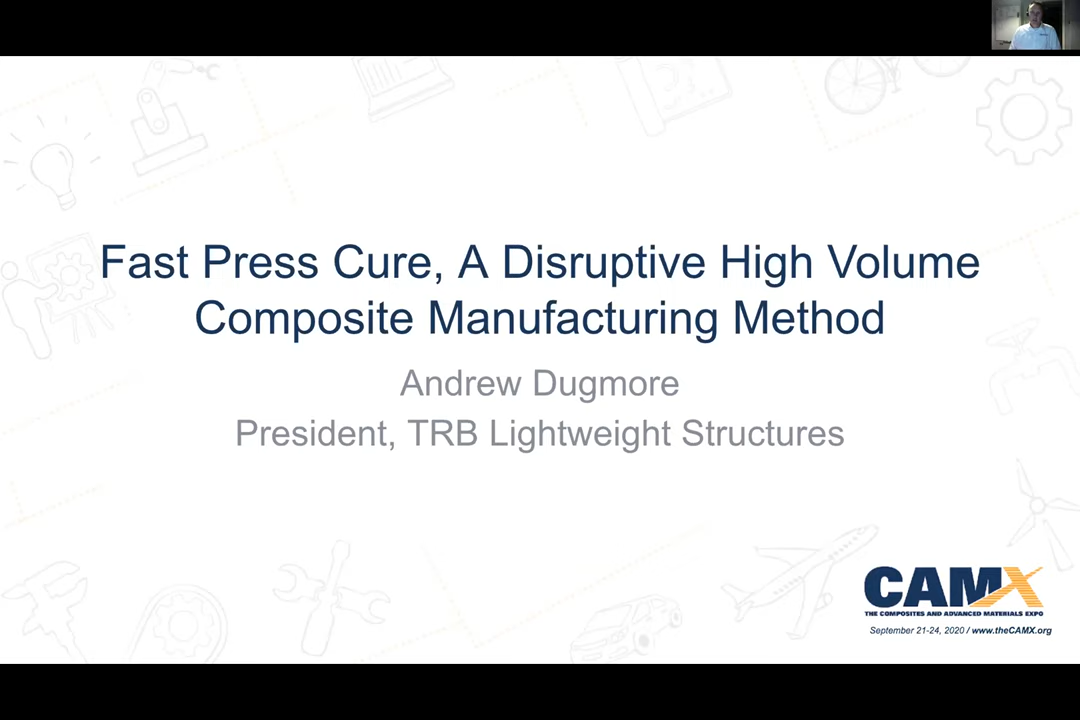 Fast Press Cure, A Disruptive High Volume
Composite Manufacturing Method
Andrew Dugmore
President, TRB Lightweight Structures
CAMX
THE COMPOSITES AND ADVANCED MATERIALS EXPO
September 21-24, 2020 / www.theCAMX.org